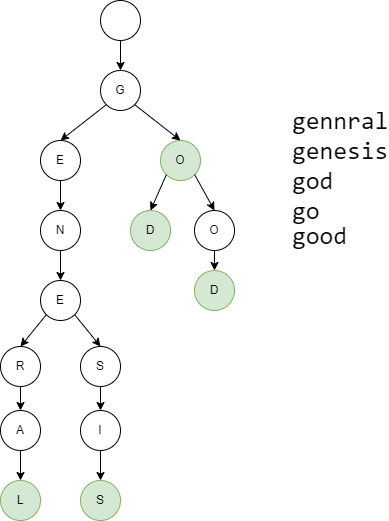 G
E O
N D O
E D
R S
A I
L S
gennral
genesis
god
go
good